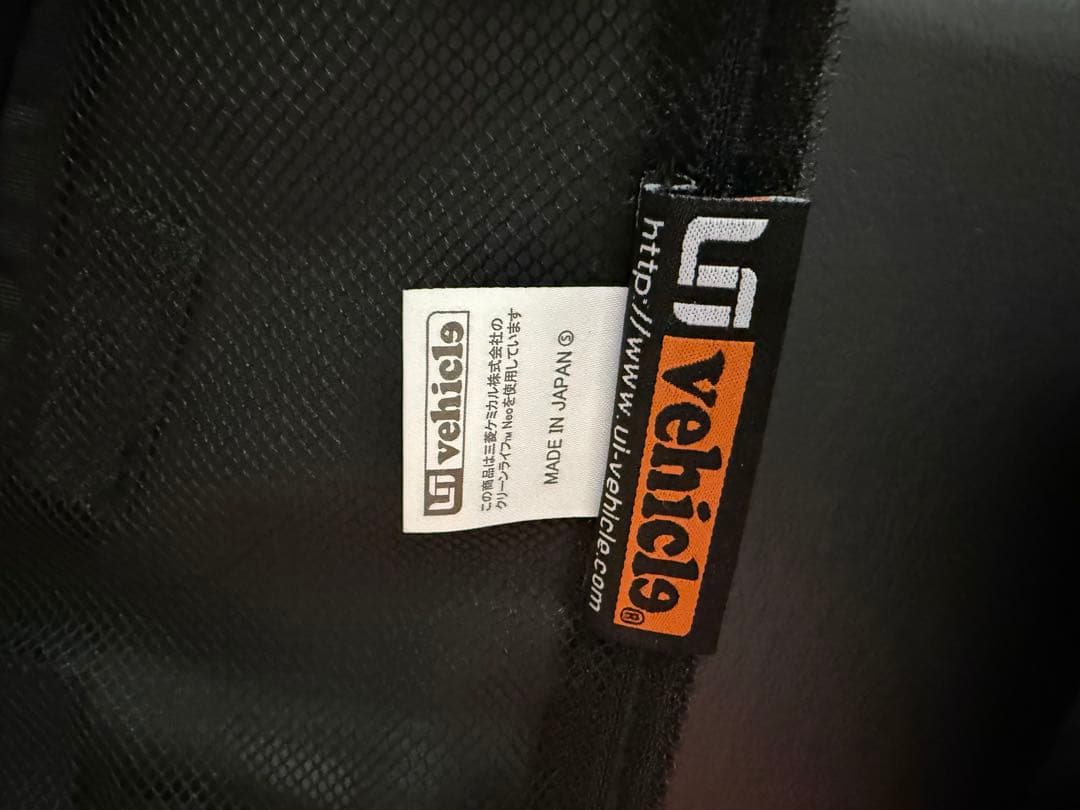 UI vehicle
この商品は三菱ケミカル株式会社の
クリーンライフ™ Neoを使用しています
MADE IN JAPAN Ⓢ
UI vehicle®
http://www.ui-vehicle.com